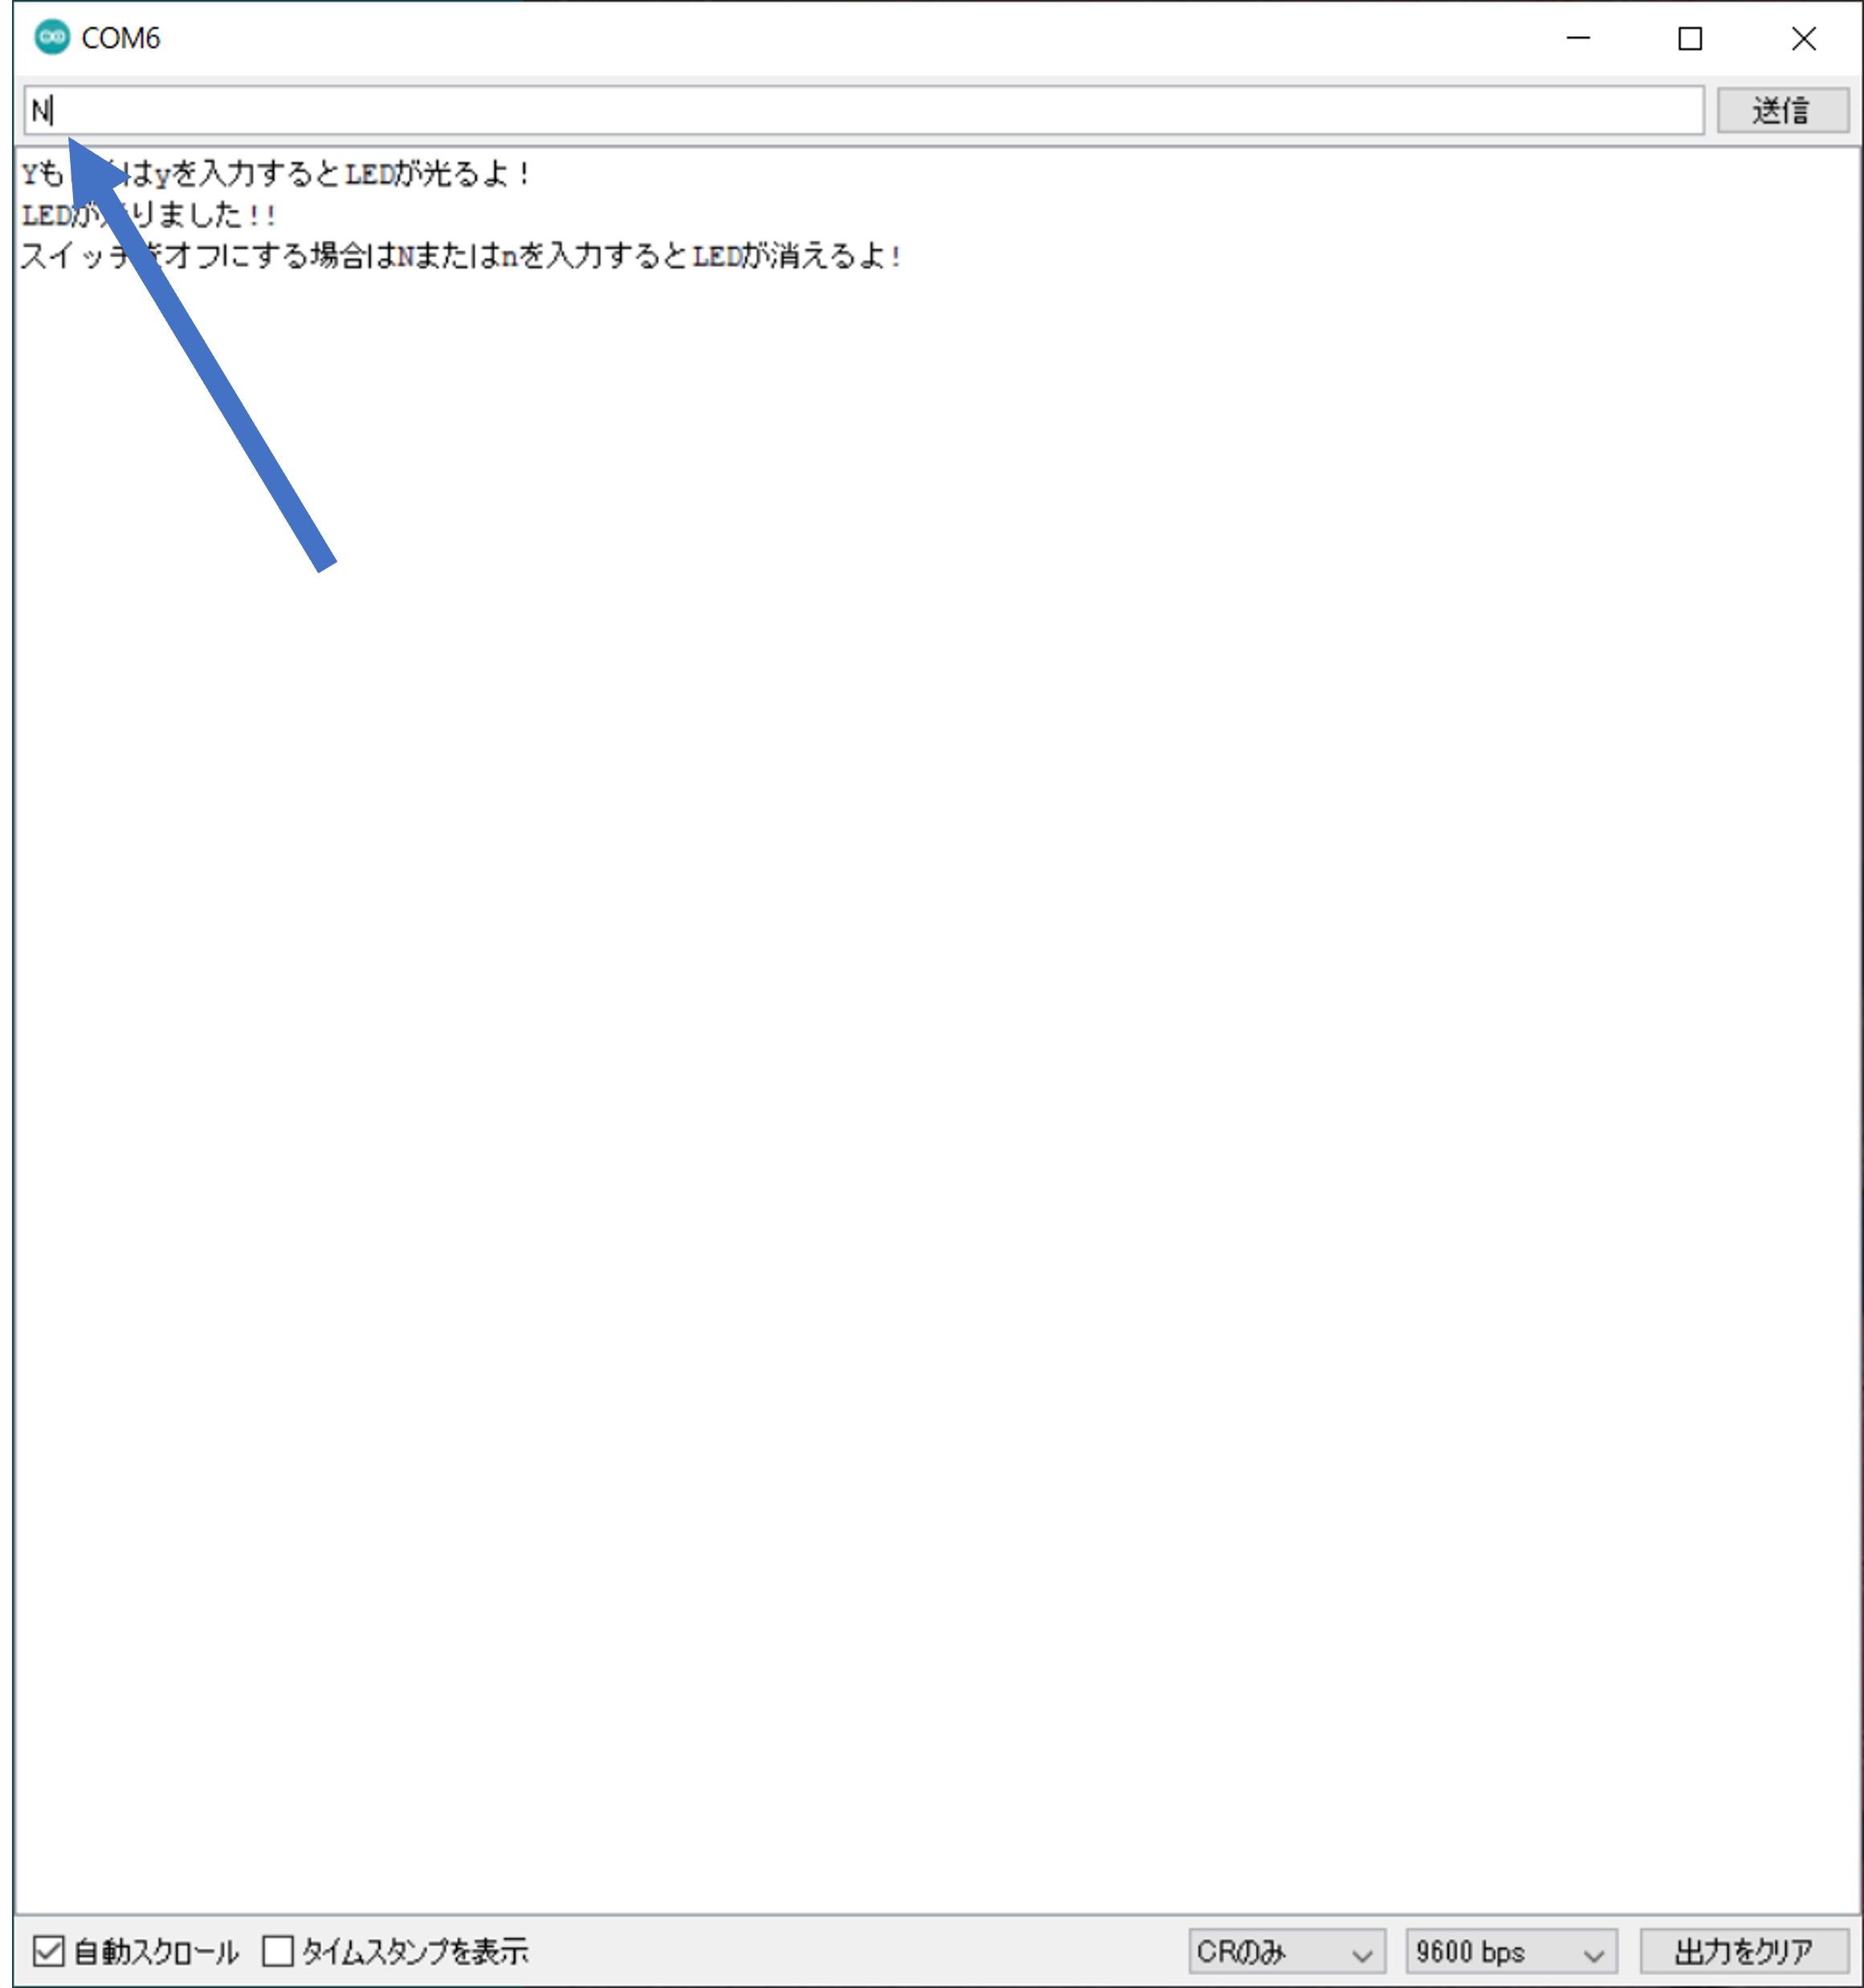 COM6
N
送信
Yも はyを入力するとLEDが光るよ！
LEDが りました!!
スイッチをオフにする場合はNまたはnを入力するとLEDが消えるよ!
自動スクロール
タイムスタンプを表示
CRのみ
9600 bps
出力をクリア